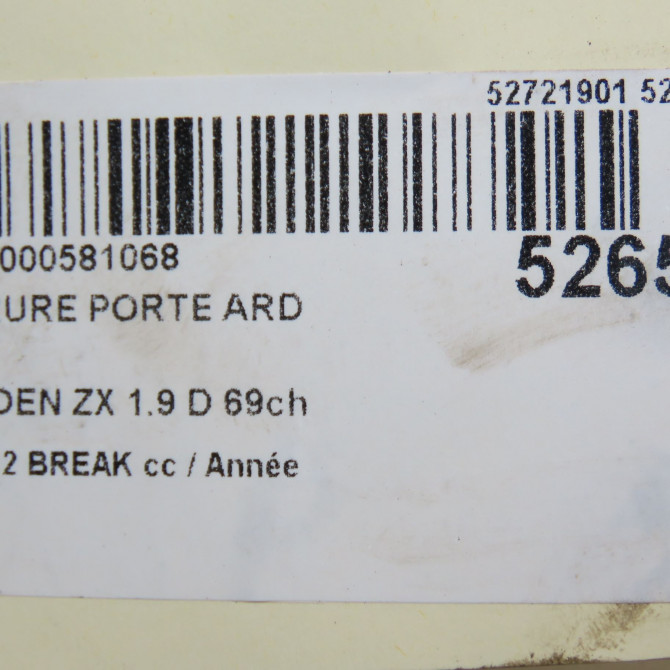 52721901 52
000581068
5265
URE PORTE ARD
DEN ZX 1.9 D 69ch
2 BREAK cc / Année